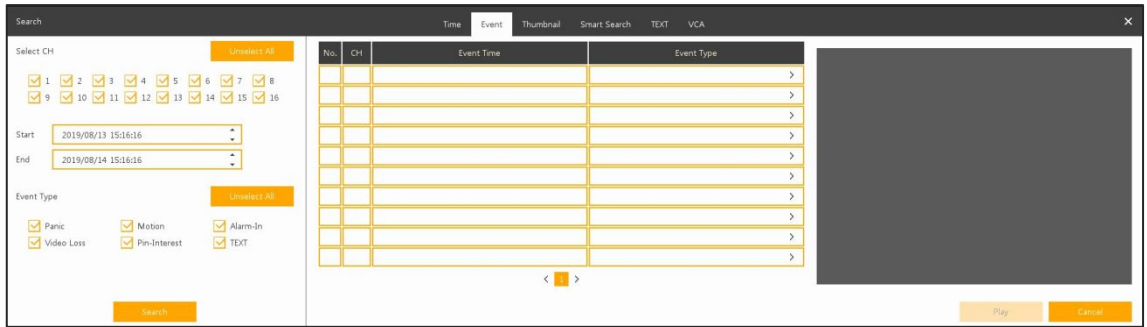 Search Time Event Thumbnail Smart Search TEXT VCA ×
Select CH Unselect All
1 2 3 4 5 6 7 8
9 10 11 12 13 14 15 16
Start 2019/08/13 15:16:16
End 2019/08/14 15:16:16
Event Type Unselect All
Panic Motion Alarm-In
Video Loss Pin-Interest TEXT
Search
No. CH Event Time Event Type
>
>
>
>
>
>
>
>
>
>
< 1 >
Play Cancel